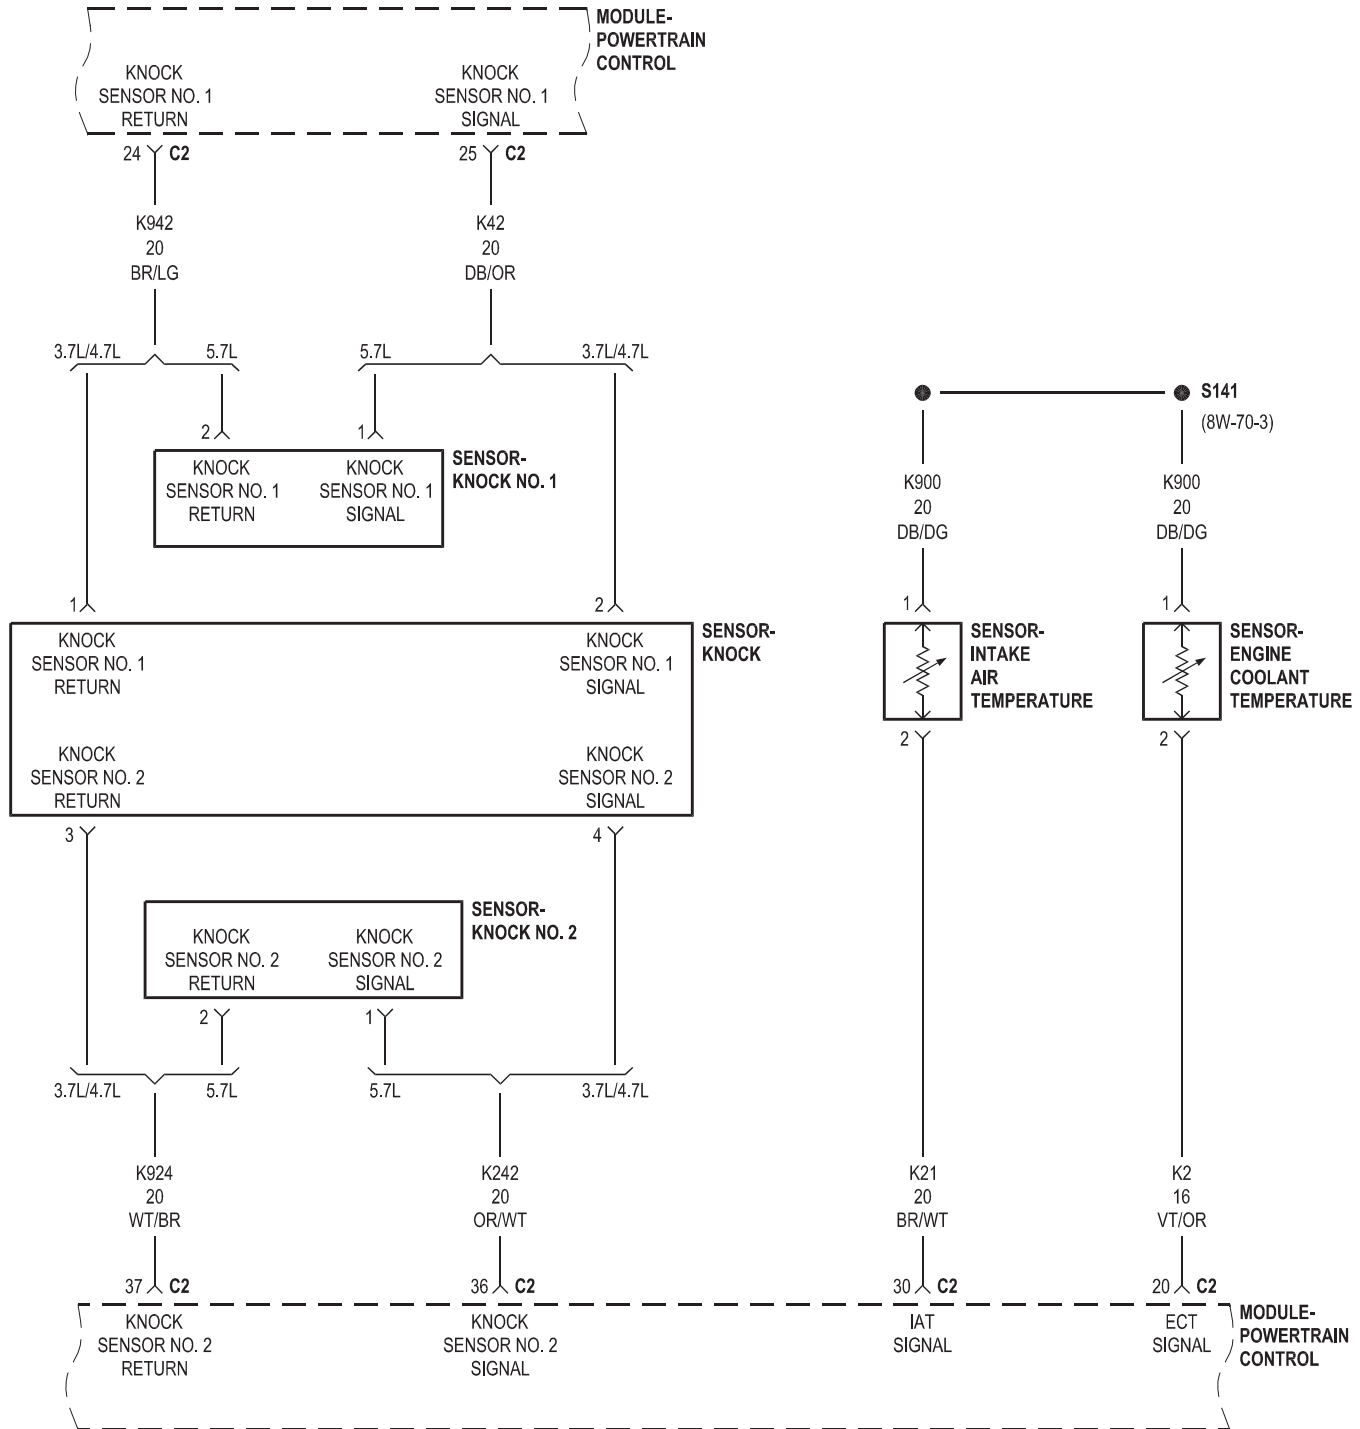 MODULE-
POWERTRAIN
CONTROL
KNOCK
SENSOR NO. 1
RETURN
KNOCK
SENSOR NO. 1
SIGNAL
24 C2
25 C2
K942
20
BR/LG
K42
20
DB/OR
3.7L/4.7L
5.7L
5.7L
3.7L/4.7L
2
1
SENSOR-
KNOCK NO. 1
KNOCK
SENSOR NO. 1
RETURN
KNOCK
SENSOR NO. 1
SIGNAL
S141
(8W-70-3)
K900
20
DB/DG
K900
20
DB/DG
1
2
1
1
SENSOR-
KNOCK
KNOCK
SENSOR NO. 1
RETURN
KNOCK
SENSOR NO. 1
SIGNAL
KNOCK
SENSOR NO. 2
RETURN
KNOCK
SENSOR NO. 2
SIGNAL
SENSOR-
INTAKE
AIR
TEMPERATURE
SENSOR-
ENGINE
COOLANT
TEMPERATURE
2
2
3
4
SENSOR-
KNOCK NO. 2
KNOCK
SENSOR NO. 2
RETURN
KNOCK
SENSOR NO. 2
SIGNAL
2
1
3.7L/4.7L
5.7L
5.7L
3.7L/4.7L
K924
20
WT/BR
K242
20
OR/WT
K21
20
BR/WT
K2
16
VT/OR
37 C2
36 C2
30 C2
20 C2
KNOCK
SENSOR NO. 2
RETURN
KNOCK
SENSOR NO. 2
SIGNAL
IAT
SIGNAL
ECT
SIGNAL
MODULE-
POWERTRAIN
CONTROL